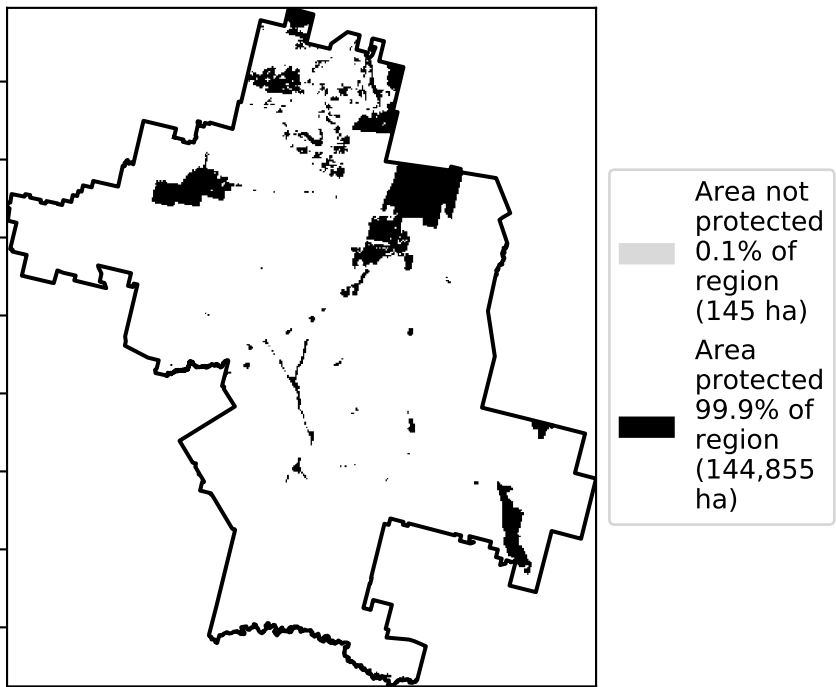 Area not
protected
0.1% of
region
(145 ha)
Area
protected
99.9% of
region
(144,855
ha)